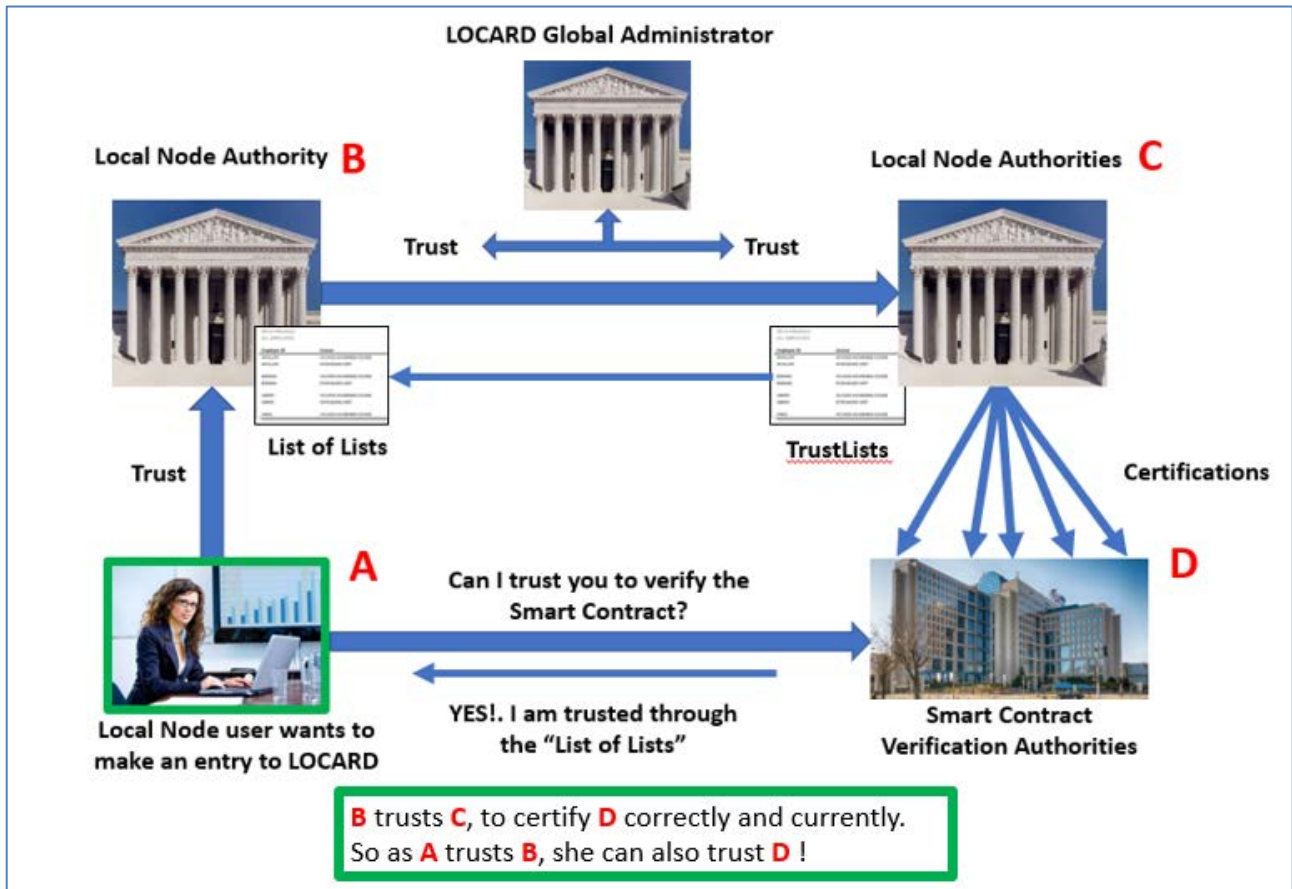 LOCARD Global Administrator
Local Node Authority B
Local Node Authorities C
Trust
Trust
List of Lists
TrustLists
Trust
Certifications
A
D
Can I trust you to verify the
Smart Contract?
YES!. I am trusted through
the “List of Lists”
Local Node user wants to
make an entry to LOCARD
Smart Contract
Verification Authorities
B trusts C, to certify D correctly and currently.
So as A trusts B, she can also trust D !